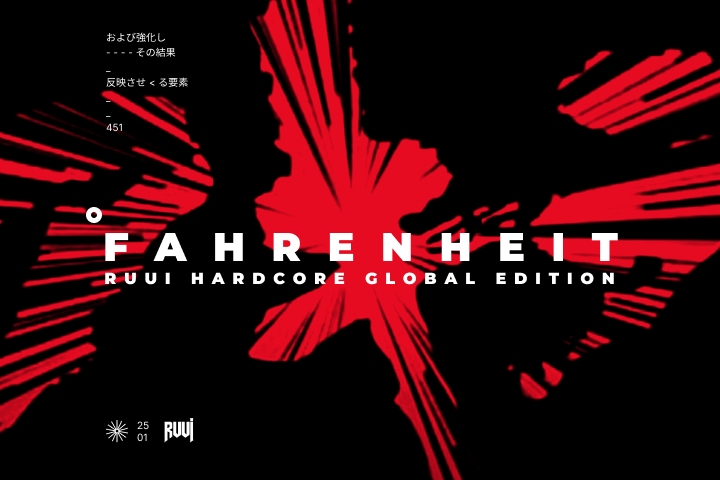 および強化し
- - - - その結果
_
反映させ < る要素
_
_
451
°
FAHRENHEIT
RUUI HARDCORE GLOBAL EDITION
25
01
RUUI